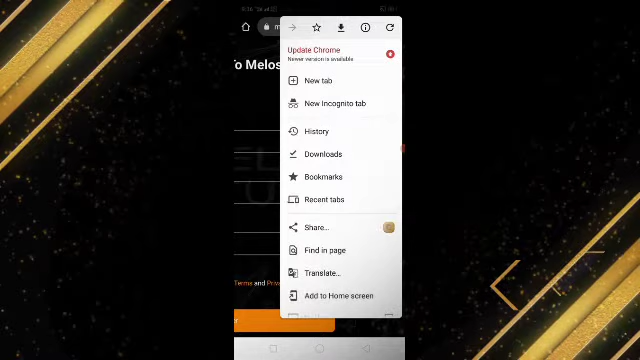 To Melos
Update Chrome
Newer version is available
New tab
New Incognito tab
History
Downloads
Bookmarks
Recent tabs
Share...
Find in page
Translate...
Add to Home screen
Terms and